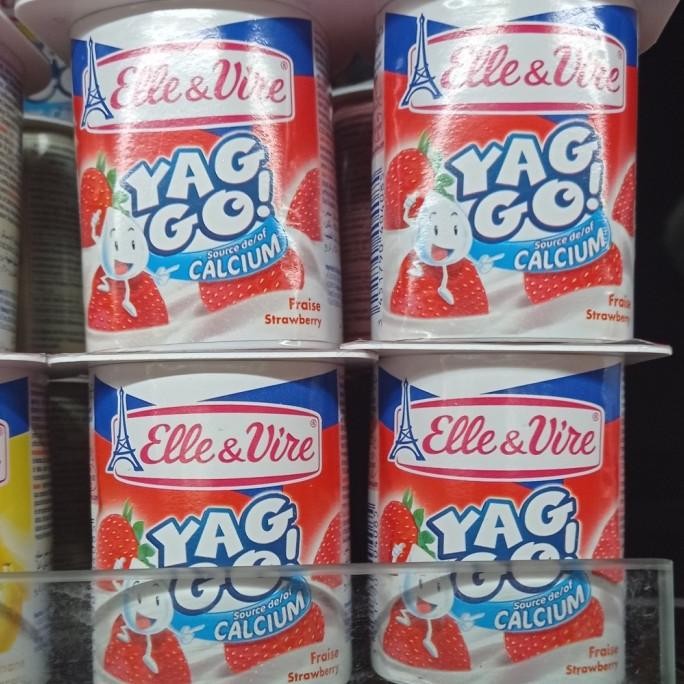 Elle & Vire®
YAG
GO!
Source de/of
CALCIUM
Fraise
Strawberry
Elle & Vire®
YAG
GO!
Source de/of
CALCIUM
Fraise
Strawberry
Elle & Vire®
YAG
GO!
Source de/of
CALCIUM
Fraise
Strawberry
Elle & Vire®
YAG
GO!
Source de/of
CALCIUM
Fraise
Strawberry